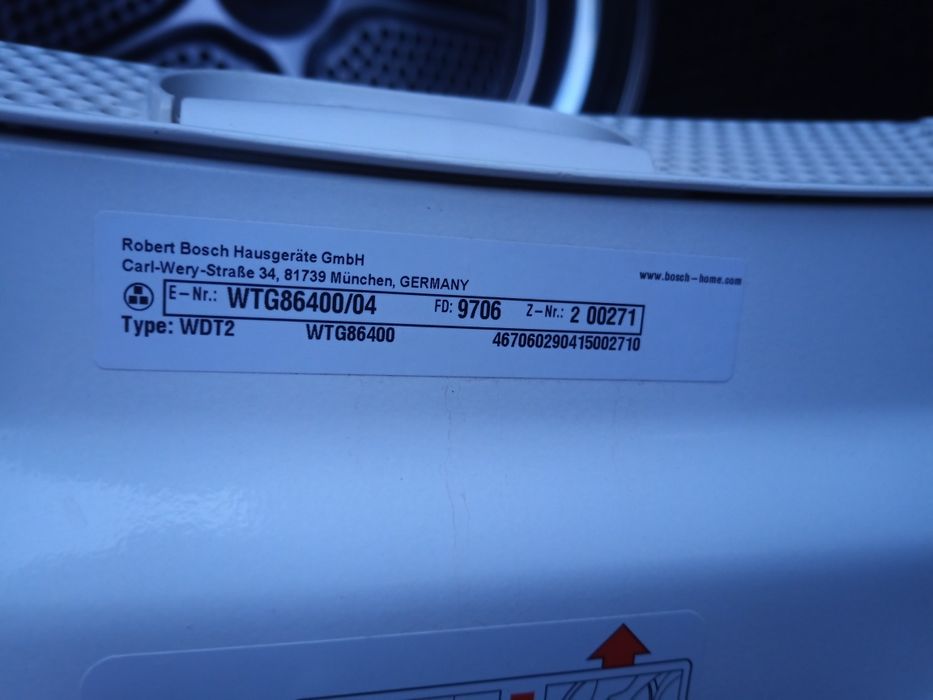 Robert Bosch Hausgeräte GmbH
Carl-Wery-Straße 34, 81739 München, GERMANY
www.bosch-home.com
E-Nr.: WTG86400/04 FD: 9706 Z-Nr.: 2 00271
Type: WDT2 WTG86400 467060290415002710